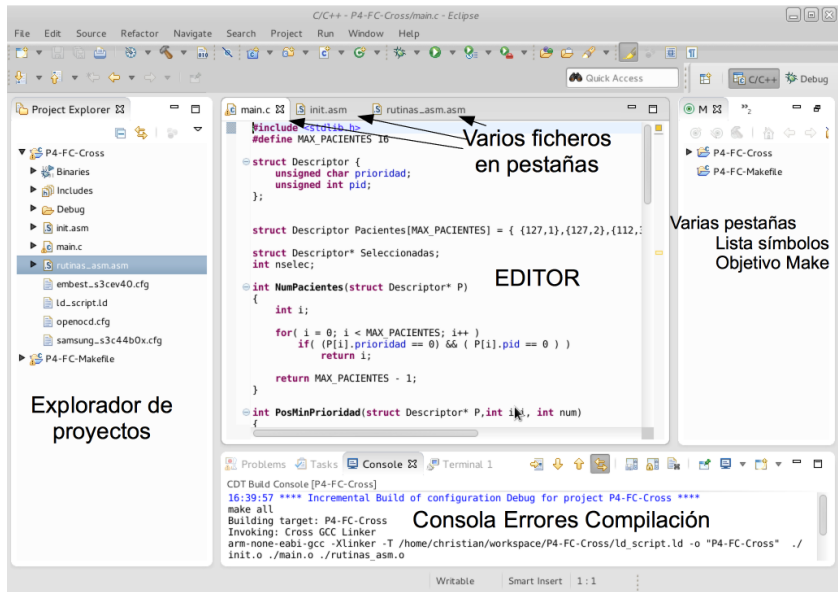 C/C++ - P4-FC-Cross/main.c - Eclipse
File Edit Source Refactor Navigate Search Project Run Window Help
Quick Access
C/C++
Debug
Project Explorer
P4-FC-Cross
Binaries
Includes
Debug
init.asm
main.c
rutinas_asm.asm
embest_s3cev40.cfg
ld_script.ld
openocd.cfg
samsung_s3c44b0x.cfg
P4-FC-Makefile
Explorador de
proyectos
main.c init.asm rutinas_asm.asm
#include <stdlib.h>
#define MAX_PACIENTES 16
Varios ficheros
en pestañas
struct Descriptor {
unsigned char prioridad;
unsigned int pid;
};
struct Descriptor Pacientes[MAX_PACIENTES] = { {127,1},{127,2},{112,
struct Descriptor* Seleccionadas;
int nselec;
EDITOR
int NumPacientes(struct Descriptor* P)
{
int i;
for( i = 0; i < MAX_PACIENTES; i++ )
if( (P[i].prioridad == 0) && ( P[i].pid == 0 ) )
return i;
return MAX_PACIENTES - 1;
}
int PosMinPrioridad(struct Descriptor* P,int , int num)
{
M
»2
P4-FC-Cross
P4-FC-Makefile
Varias pestañas
Lista símbolos
Objetivo Make
Problems Tasks Console Terminal 1
CDT Build Console [P4-FC-Cross]
16:39:57 **** Incremental Build of configuration Debug for project P4-FC-Cross ****
make all
Building target: P4-FC-Cross
Invoking: Cross GCC Linker
Consola Errores Compilación
arm-none-eabi-gcc -Xlinker -T /home/christian/workspace/P4-FC-Cross/ld_script.ld -o "P4-FC-Cross" ./
init.o ./main.o ./rutinas_asm.o
Writable Smart Insert 1 : 1